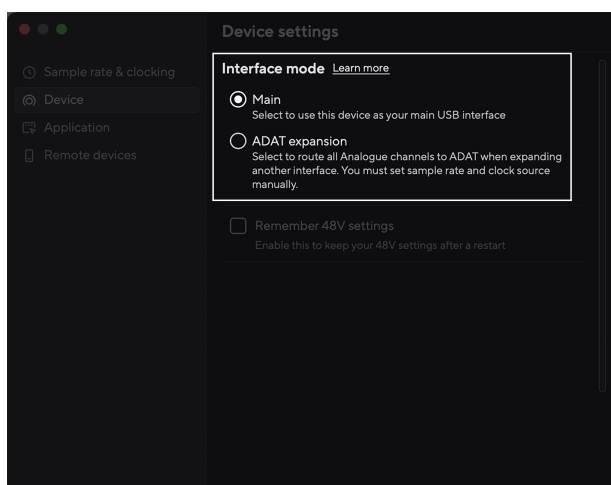 Device settings
Sample rate & clocking
Device
Application
Remote devices
Interface mode Learn more
Main
Select to use this device as your main USB interface
ADAT expansion
Select to route all Analogue channels to ADAT when expanding
another interface. You must set sample rate and clock source
manually.
Remember 48V settings
Enable this to keep your 48V settings after a restart